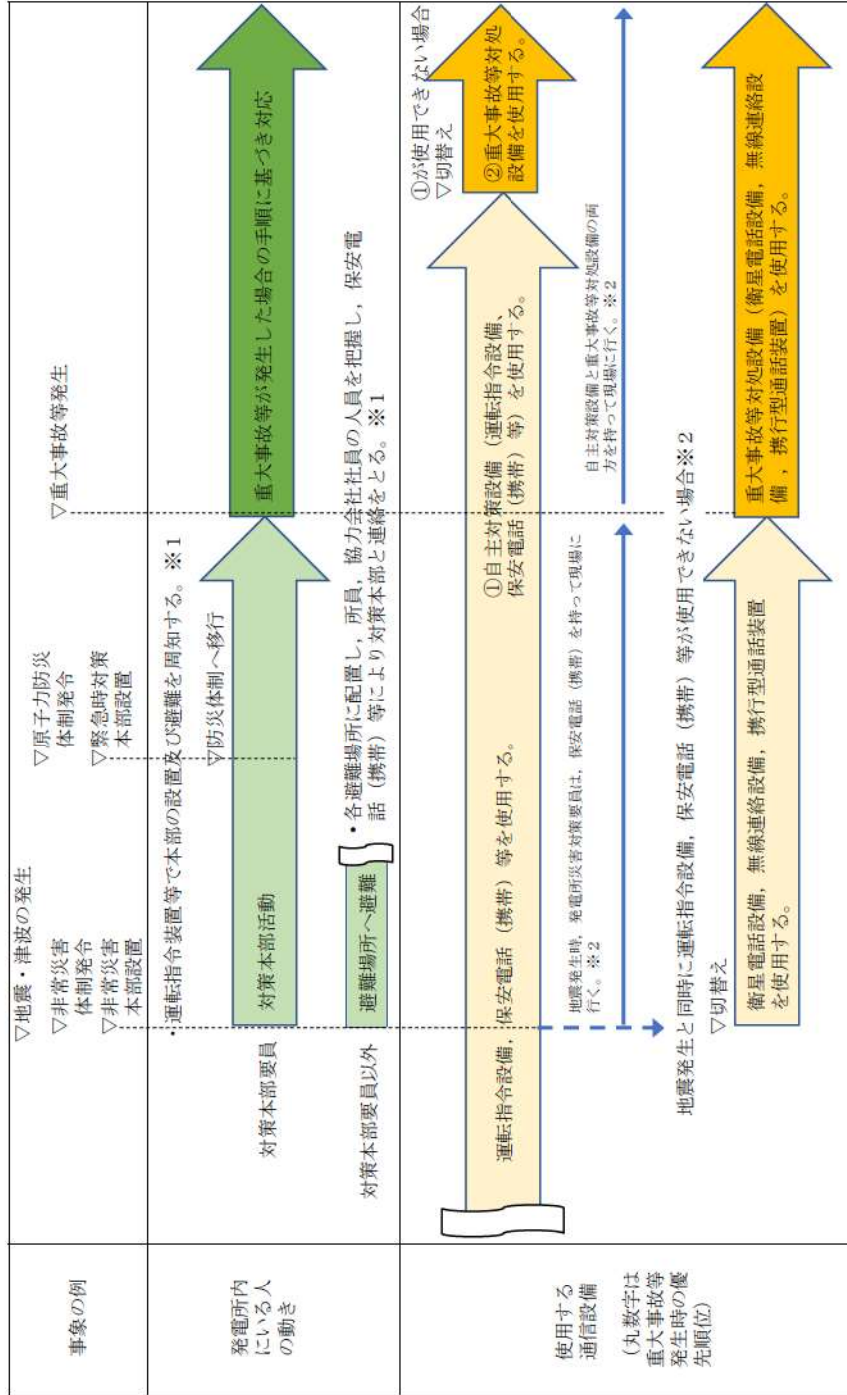 事象の例
▽地震・津波の発生
▽非常災害
体制発令
▽非常災害
本部設置
▽原子力防災
体制発令
▽緊急時対策
本部設置
▽重大事故等発生
発電所内
にいる人
の動き
・運転指令装置等で本部の設置及び避難を周知する。※1
対策本部要員
対策本部活動
▽防災体制へ移行
重大事故等が発生した場合の手順に基づき対応
対策本部要員以外
避難場所へ避難
・各避難場所に配置し，所員，協力会社社員の人員を把握し，保安電
話（携帯）等により対策本部と連絡をとる。※1
使用する
通信設備
(丸数字は
重大事故等
発生時の優
先順位)
運転指令設備，保安電話（携帯）等を使用する。
①自主対策設備（運転指令設備、
保安電話（携帯）等）を使用する。
①が使用できない場合
▽切替え
②重大事故等対処
設備を使用する。
地震発生時，発電所災害対策要員は，保安電話（携帯）を持って現場に
行く。※2
自主対策設備と重大事故等対処設備の両
方を持って現場に行く。※2
地震発生と同時に運転指令設備，保安電話（携帯）等が使用できない場合※2
▽切替え
衛星電話設備，無線連絡設備，携行型通話装置
を使用する。
重大事故等対処設備（衛星電話設備，無線連絡設
備，携行型通話装置）を使用する。